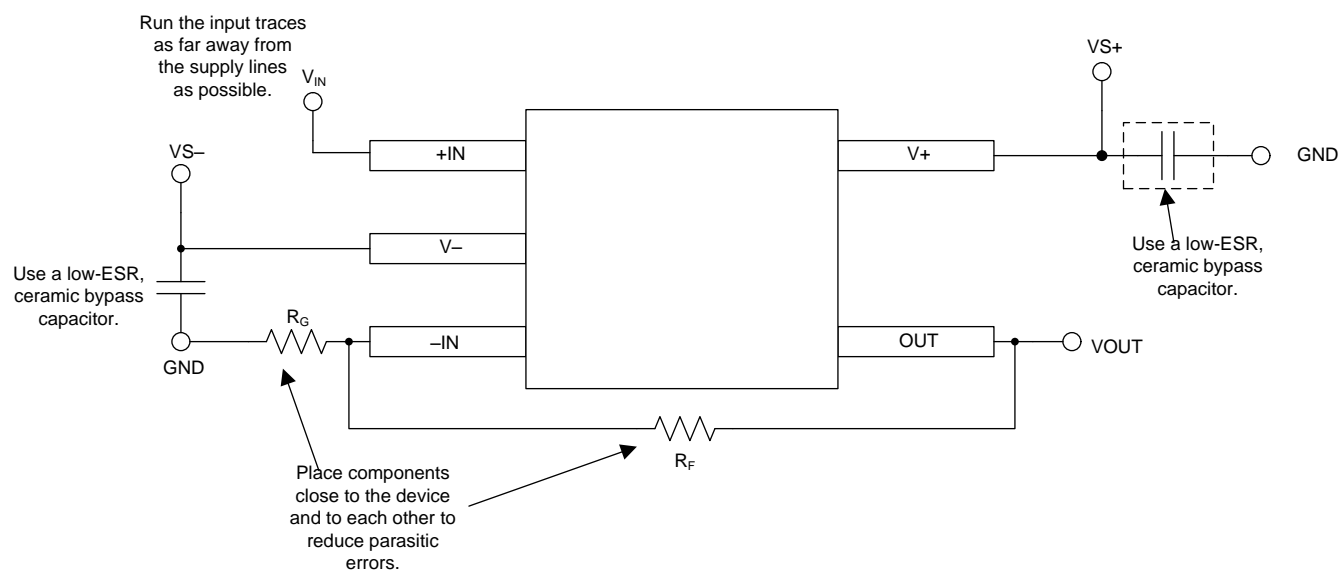 Run the input traces
as far away from
the supply lines
as possible.
VIN
VS+
+IN
V+
GND
VS–
V–
Use a low-ESR,
ceramic bypass
capacitor.
Use a low-ESR,
ceramic bypass
capacitor.
RG
–IN
OUT
VOUT
GND
RF
Place components
close to the device
and to each other to
reduce parasitic
errors.